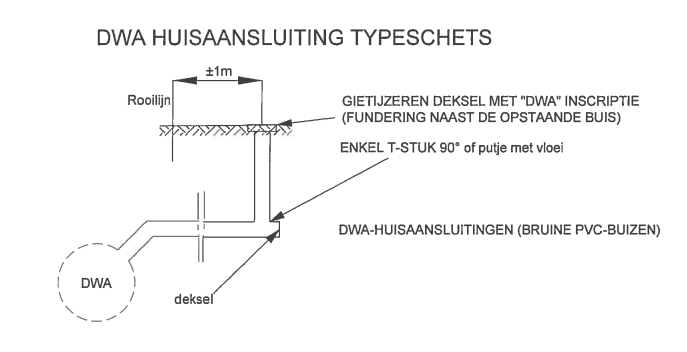 DWA HUISAANSLUITING TYPESCHETS
±1m
Rooilijn
GIETIJZEREN DEKSEL MET "DWA" INSCRIPTIE
(FUNDERING NAAST DE OPSTAANDE BUIS)
ENKEL T-STUK 90° of putje met vloei
DWA-HUISAANSLUITINGEN (BRUINE PVC-BUIZEN)
DWA
deksel